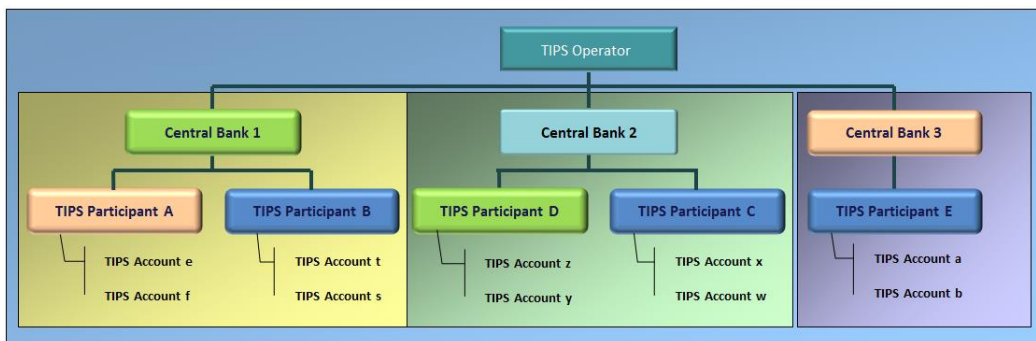 TIPS Operator
Central Bank 1
Central Bank 2
Central Bank 3
TIPS Participant A
TIPS Participant B
TIPS Participant D
TIPS Participant C
TIPS Participant E
TIPS Account e
TIPS Account f
TIPS Account t
TIPS Account s
TIPS Account z
TIPS Account y
TIPS Account x
TIPS Account w
TIPS Account a
TIPS Account b